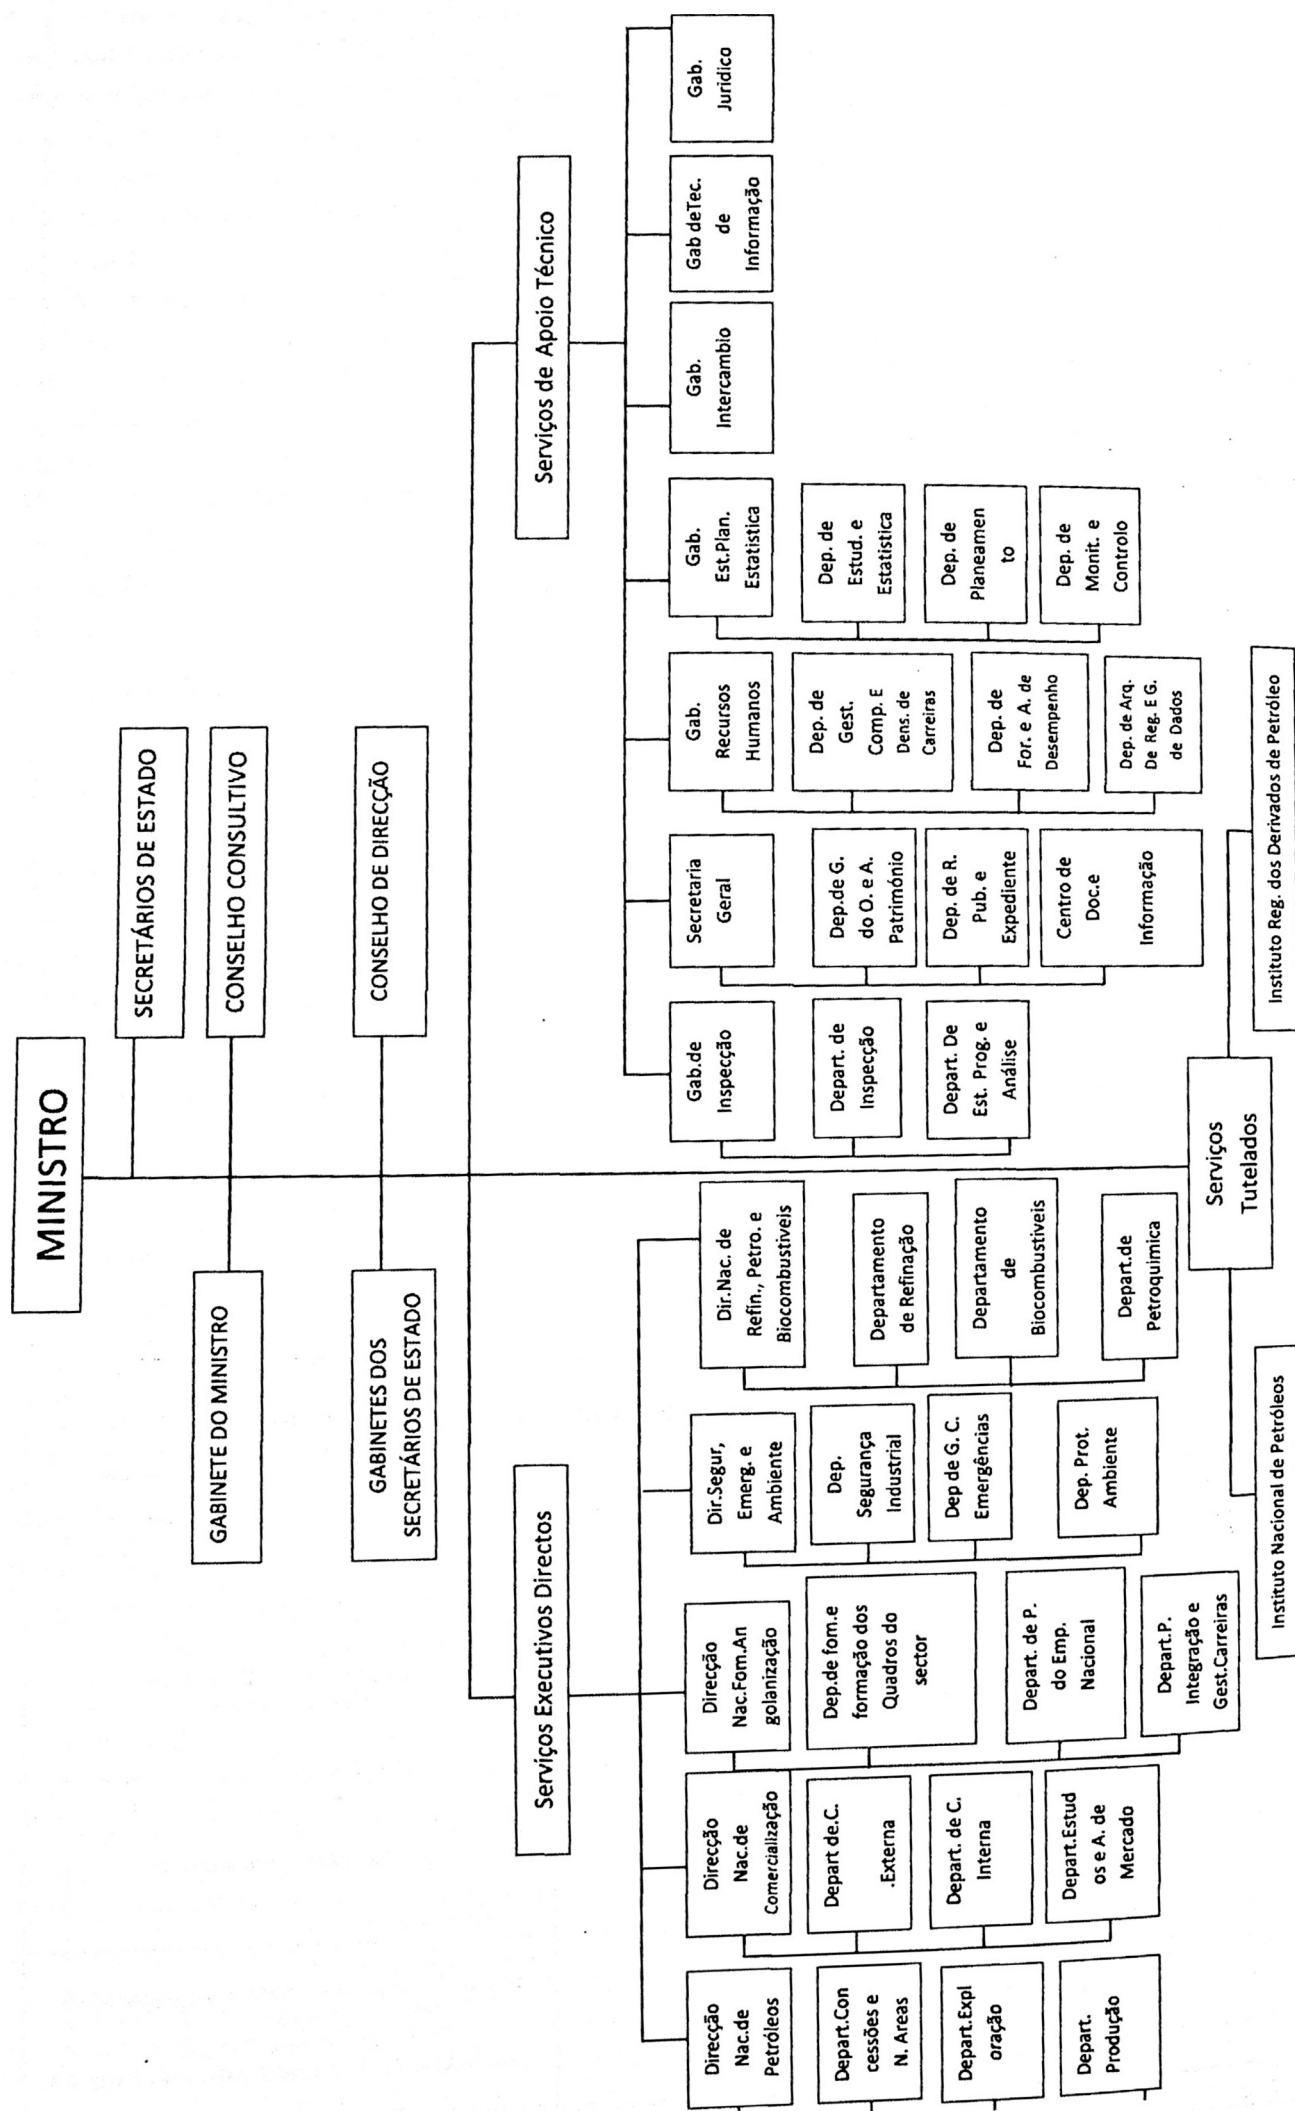 MINISTRO
SECRETÁRIOS DE ESTADO
GABINETE DO MINISTRO
CONSELHO CONSULTIVO
GABINETES DOS
SECRETÁRIOS DE ESTADO
CONSELHO DE DIRECÇÃO
Serviços Executivos Directos
Serviços de Apoio Técnico
Direcção
Nac.de
Petróleos
Depart.Con
cessões e
N. Areas
Depart.Expl
oração
Depart.
Produção
Direcção
Nac.de
Comercialização
Depart de.C.
.Externa
Depart. de C.
Interna
Depart.Estud
os e A. de
Mercado
Direcção
Nac.Fom.An
golanização
Dep.de fom.e
formação dos
Quadros do
sector
Depart. de P.
do Emp.
Nacional
Depart.P.
Integração e
Gest.Carreiras
Dir.Segur,
Emerg. e
Ambiente
Dep.
Segurança
Industrial
Dep de G. C.
Emergências
Dep. Prot.
Ambiente
Dir.Nac. de
Refin., Petro. e
Biocombustiveis
Departamento
de Refinação
Departamento
de
Biocombustiveis
Depart.de
Petroquimica
Gab.de
Inspecção
Depart. de
Inspecção
Depart. De
Est. Prog. e
Análise
Secretaria
Geral
Dep.de G.
do O. e A.
Património
Dep. de R.
Pub. e
Expediente
Centro de
Doc.e
Informação
Gab.
Recursos
Humanos
Dep. de
Gest.
Comp. E
Dens. de
Carreiras
Dep. de
For. e A. de
Desempenho
Dep. de Arq.
De Reg. E G.
de Dados
Gab.
Est.Plan.
Estatistica
Dep. de
Estud. e
Estatistica
Dep. de
Planeamen
to
Dep. de
Monit. e
Controlo
Gab.
Intercambio
Gab deTec.
de
Informação
Gab.
Juridico
Serviços
Tutelados
Instituto Nacional de Petróleos
Instituto Reg. dos Derivados de Petróleo